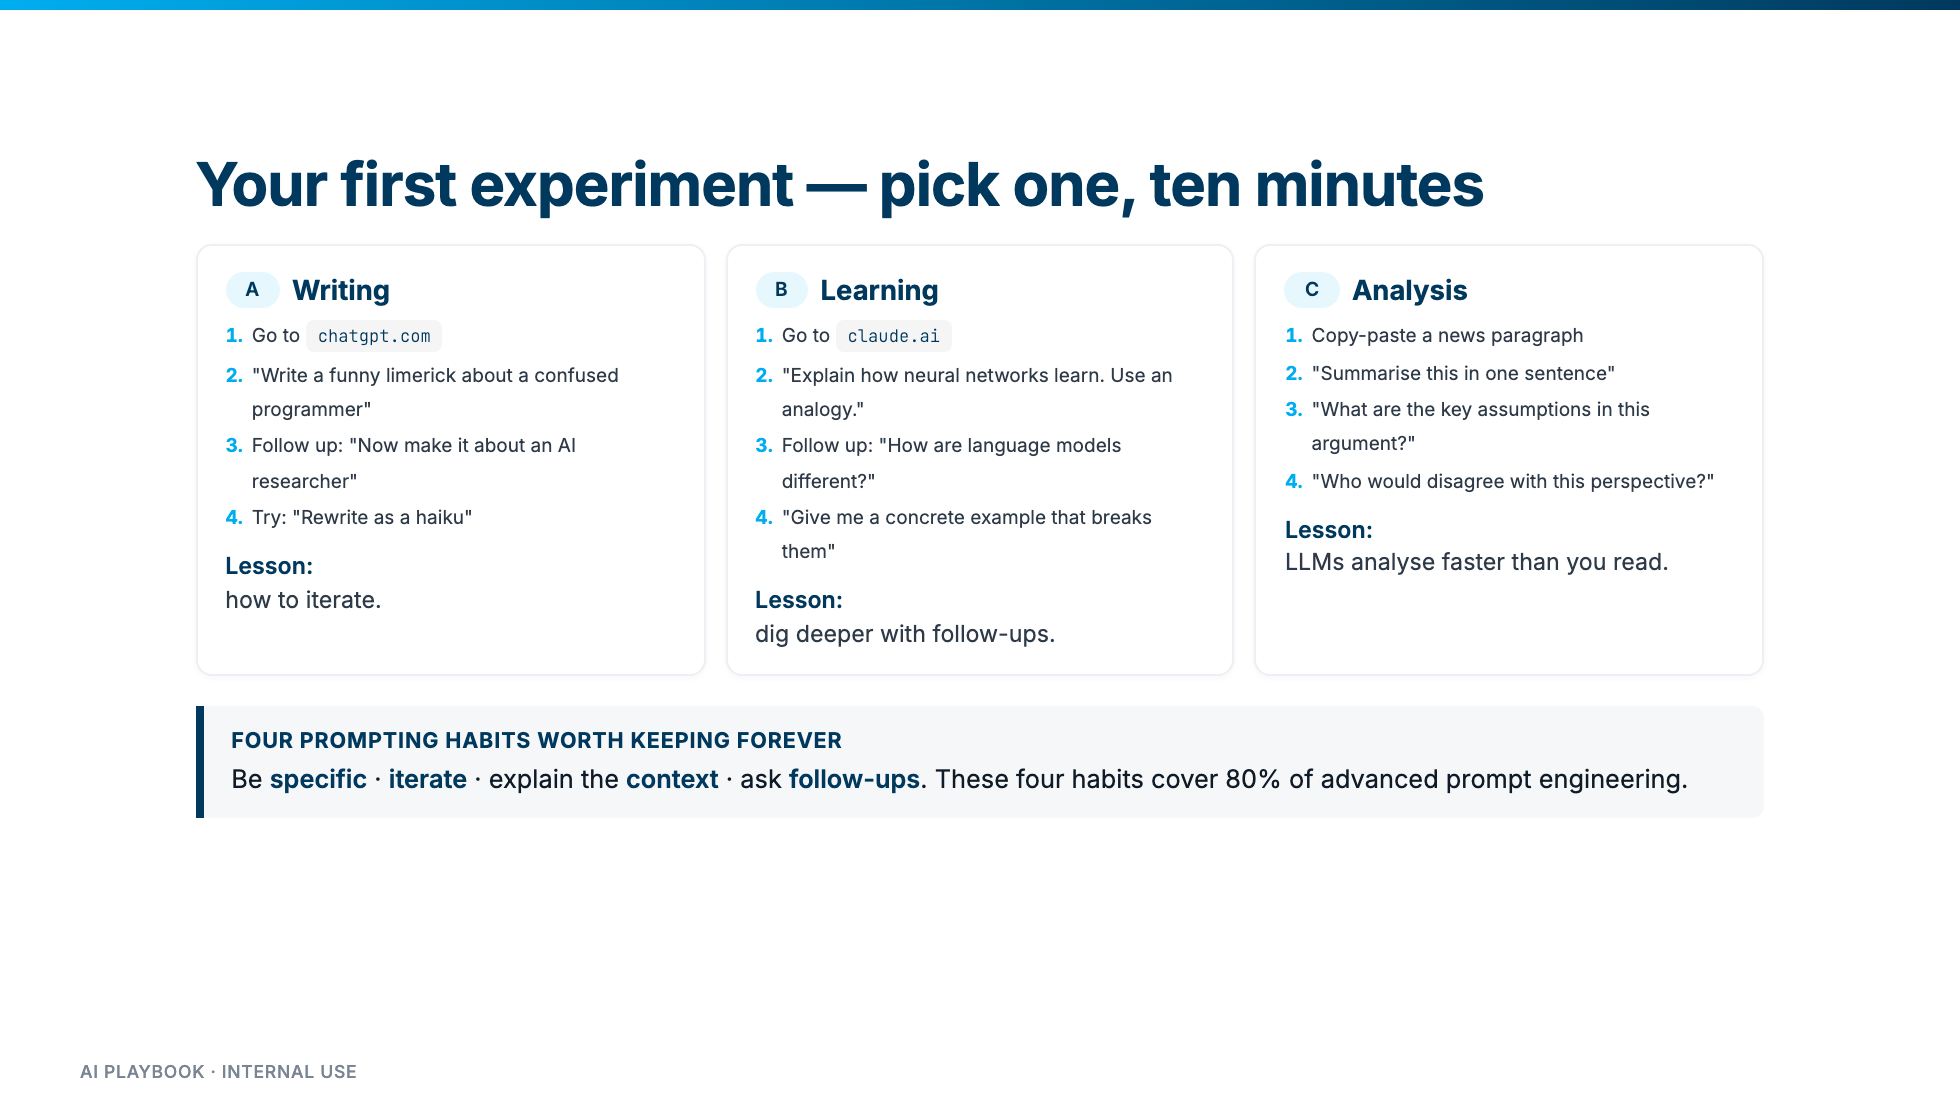 Your first experiment — pick one, ten minutes
A Writing
1. Go to chatgpt.com
2. "Write a funny limerick about a confused
programmer"
3. Follow up: "Now make it about an AI
researcher"
4. Try: "Rewrite as a haiku"
Lesson:
how to iterate.
B Learning
1. Go to claude.ai
2. "Explain how neural networks learn. Use an
analogy."
3. Follow up: "How are language models
different?"
4. "Give me a concrete example that breaks
them"
Lesson:
dig deeper with follow-ups.
C Analysis
1. Copy-paste a news paragraph
2. "Summarise this in one sentence"
3. "What are the key assumptions in this
argument?"
4. "Who would disagree with this perspective?"
Lesson:
LLMs analyse faster than you read.
FOUR PROMPTING HABITS WORTH KEEPING FOREVER
Be specific · iterate · explain the context · ask follow-ups. These four habits cover 80% of advanced prompt engineering.
AI PLAYBOOK · INTERNAL USE